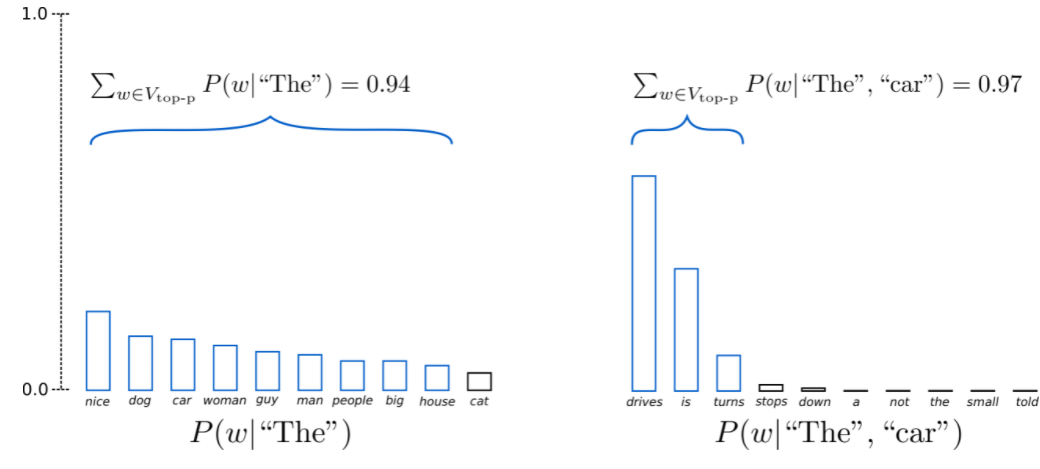 1.0
∑w∈Vtop-p P(w|“The”) = 0.94
∑w∈Vtop-p P(w|“The”, “car”) = 0.97
0.0
nice dog car woman guy man people big house cat
drives is turns stops down a not the small told
P(w|“The”)
P(w|“The”, “car”)